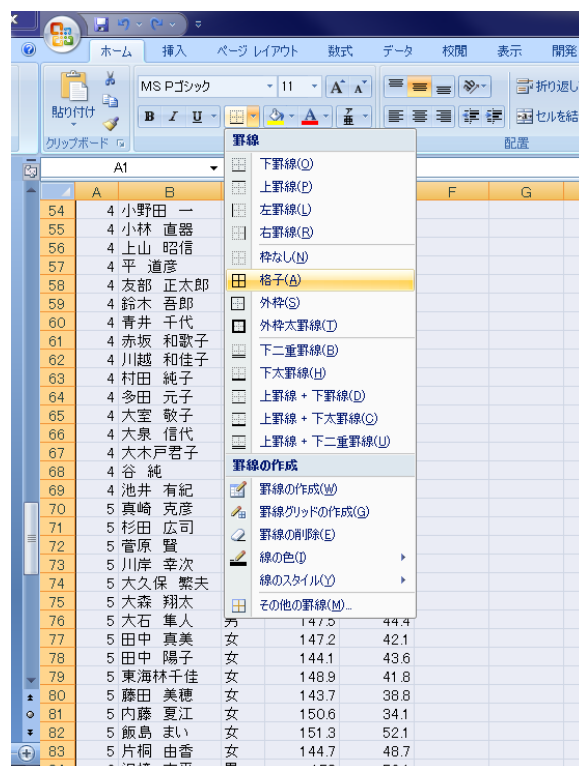 ホーム 挿入 ページ レイアウト 数式 データ 校閲 表示 開発
MS Pゴシック 11 A A 折り返し
貼り付け B I U A 亜 セルを結
クリップボード 配置
A1
A B F G
罫線
下罫線(O)
上罫線(P)
左罫線(L)
右罫線(R)
枠なし(N)
格子(A)
外枠(S)
外枠太罫線(T)
下二重罫線(B)
下太罫線(H)
上罫線 + 下罫線(D)
上罫線 + 下太罫線(C)
上罫線 + 下二重罫線(U)
罫線の作成
罫線の作成(W)
罫線グリッドの作成(G)
罫線の削除(E)
線の色(I)
線のスタイル(Y)
その他の罫線(M)...
54 4 小野田 一
55 4 小林 直器
56 4 上山 昭信
57 4 平 道彦
58 4 友部 正太郎
59 4 鈴木 吾郎
60 4 青井 千代
61 4 赤坂 和歌子
62 4 川越 和佳子
63 4 村田 純子
64 4 多田 元子
65 4 大室 敬子
66 4 大泉 信代
67 4 大木戸君子
68 4 谷 純
69 4 池井 有紀
70 5 真崎 克彦
71 5 杉田 広司
72 5 菅原 賢
73 5 川岸 幸次
74 5 大久保 繁夫
75 5 大森 翔太
76 5 大石 隼人 男 147.5 44.4
77 5 田中 真美 女 147.2 42.1
78 5 田中 陽子 女 144.1 43.6
79 5 東海林千佳 女 148.9 41.8
80 5 藤田 美穂 女 143.7 38.8
81 5 内藤 夏江 女 150.6 34.1
82 5 飯島 まい 女 151.3 52.1
83 5 片桐 由香 女 144.7 48.7